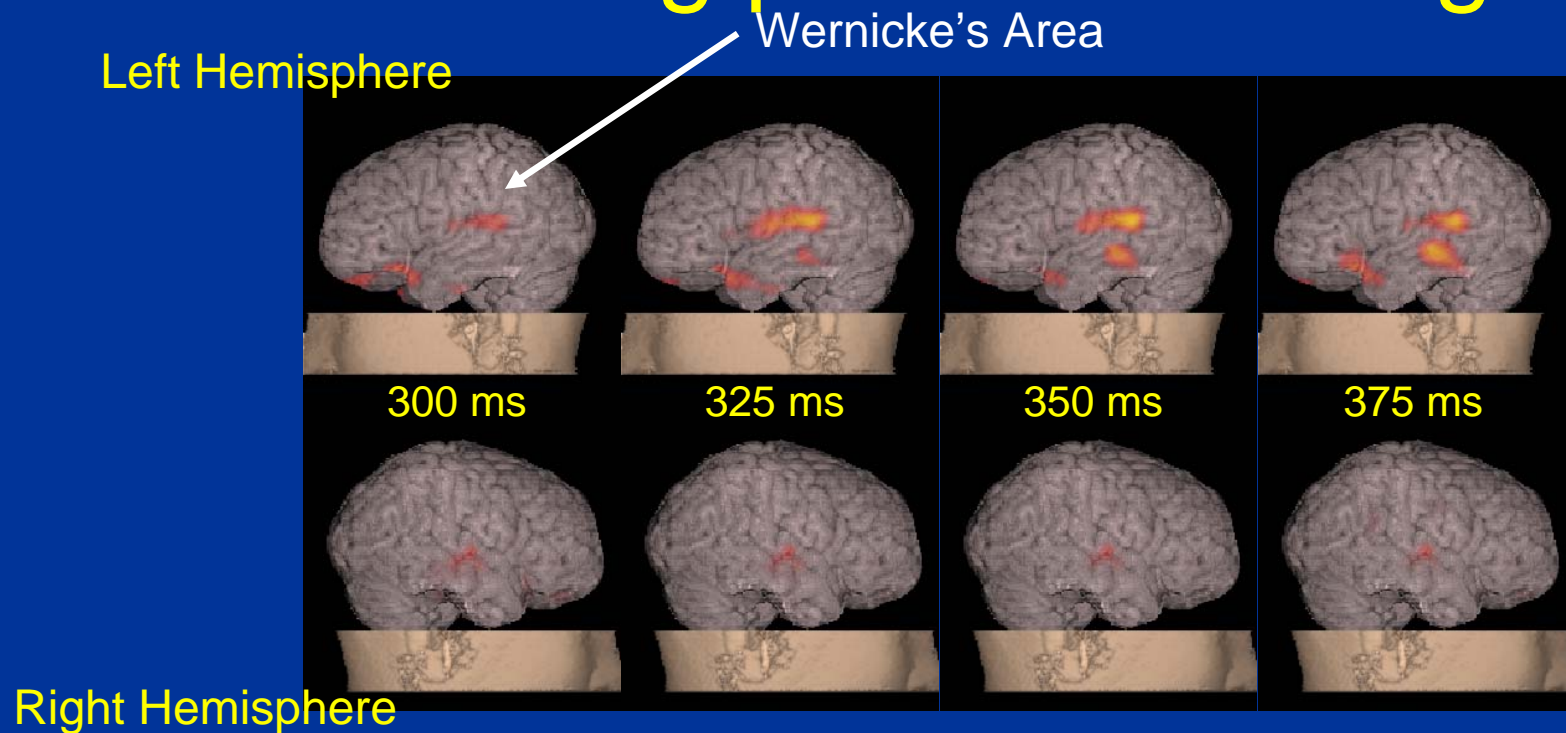 Wernicke's Area
Left Hemisphere
300 ms
325 ms
350 ms
375 ms
Right Hemisphere